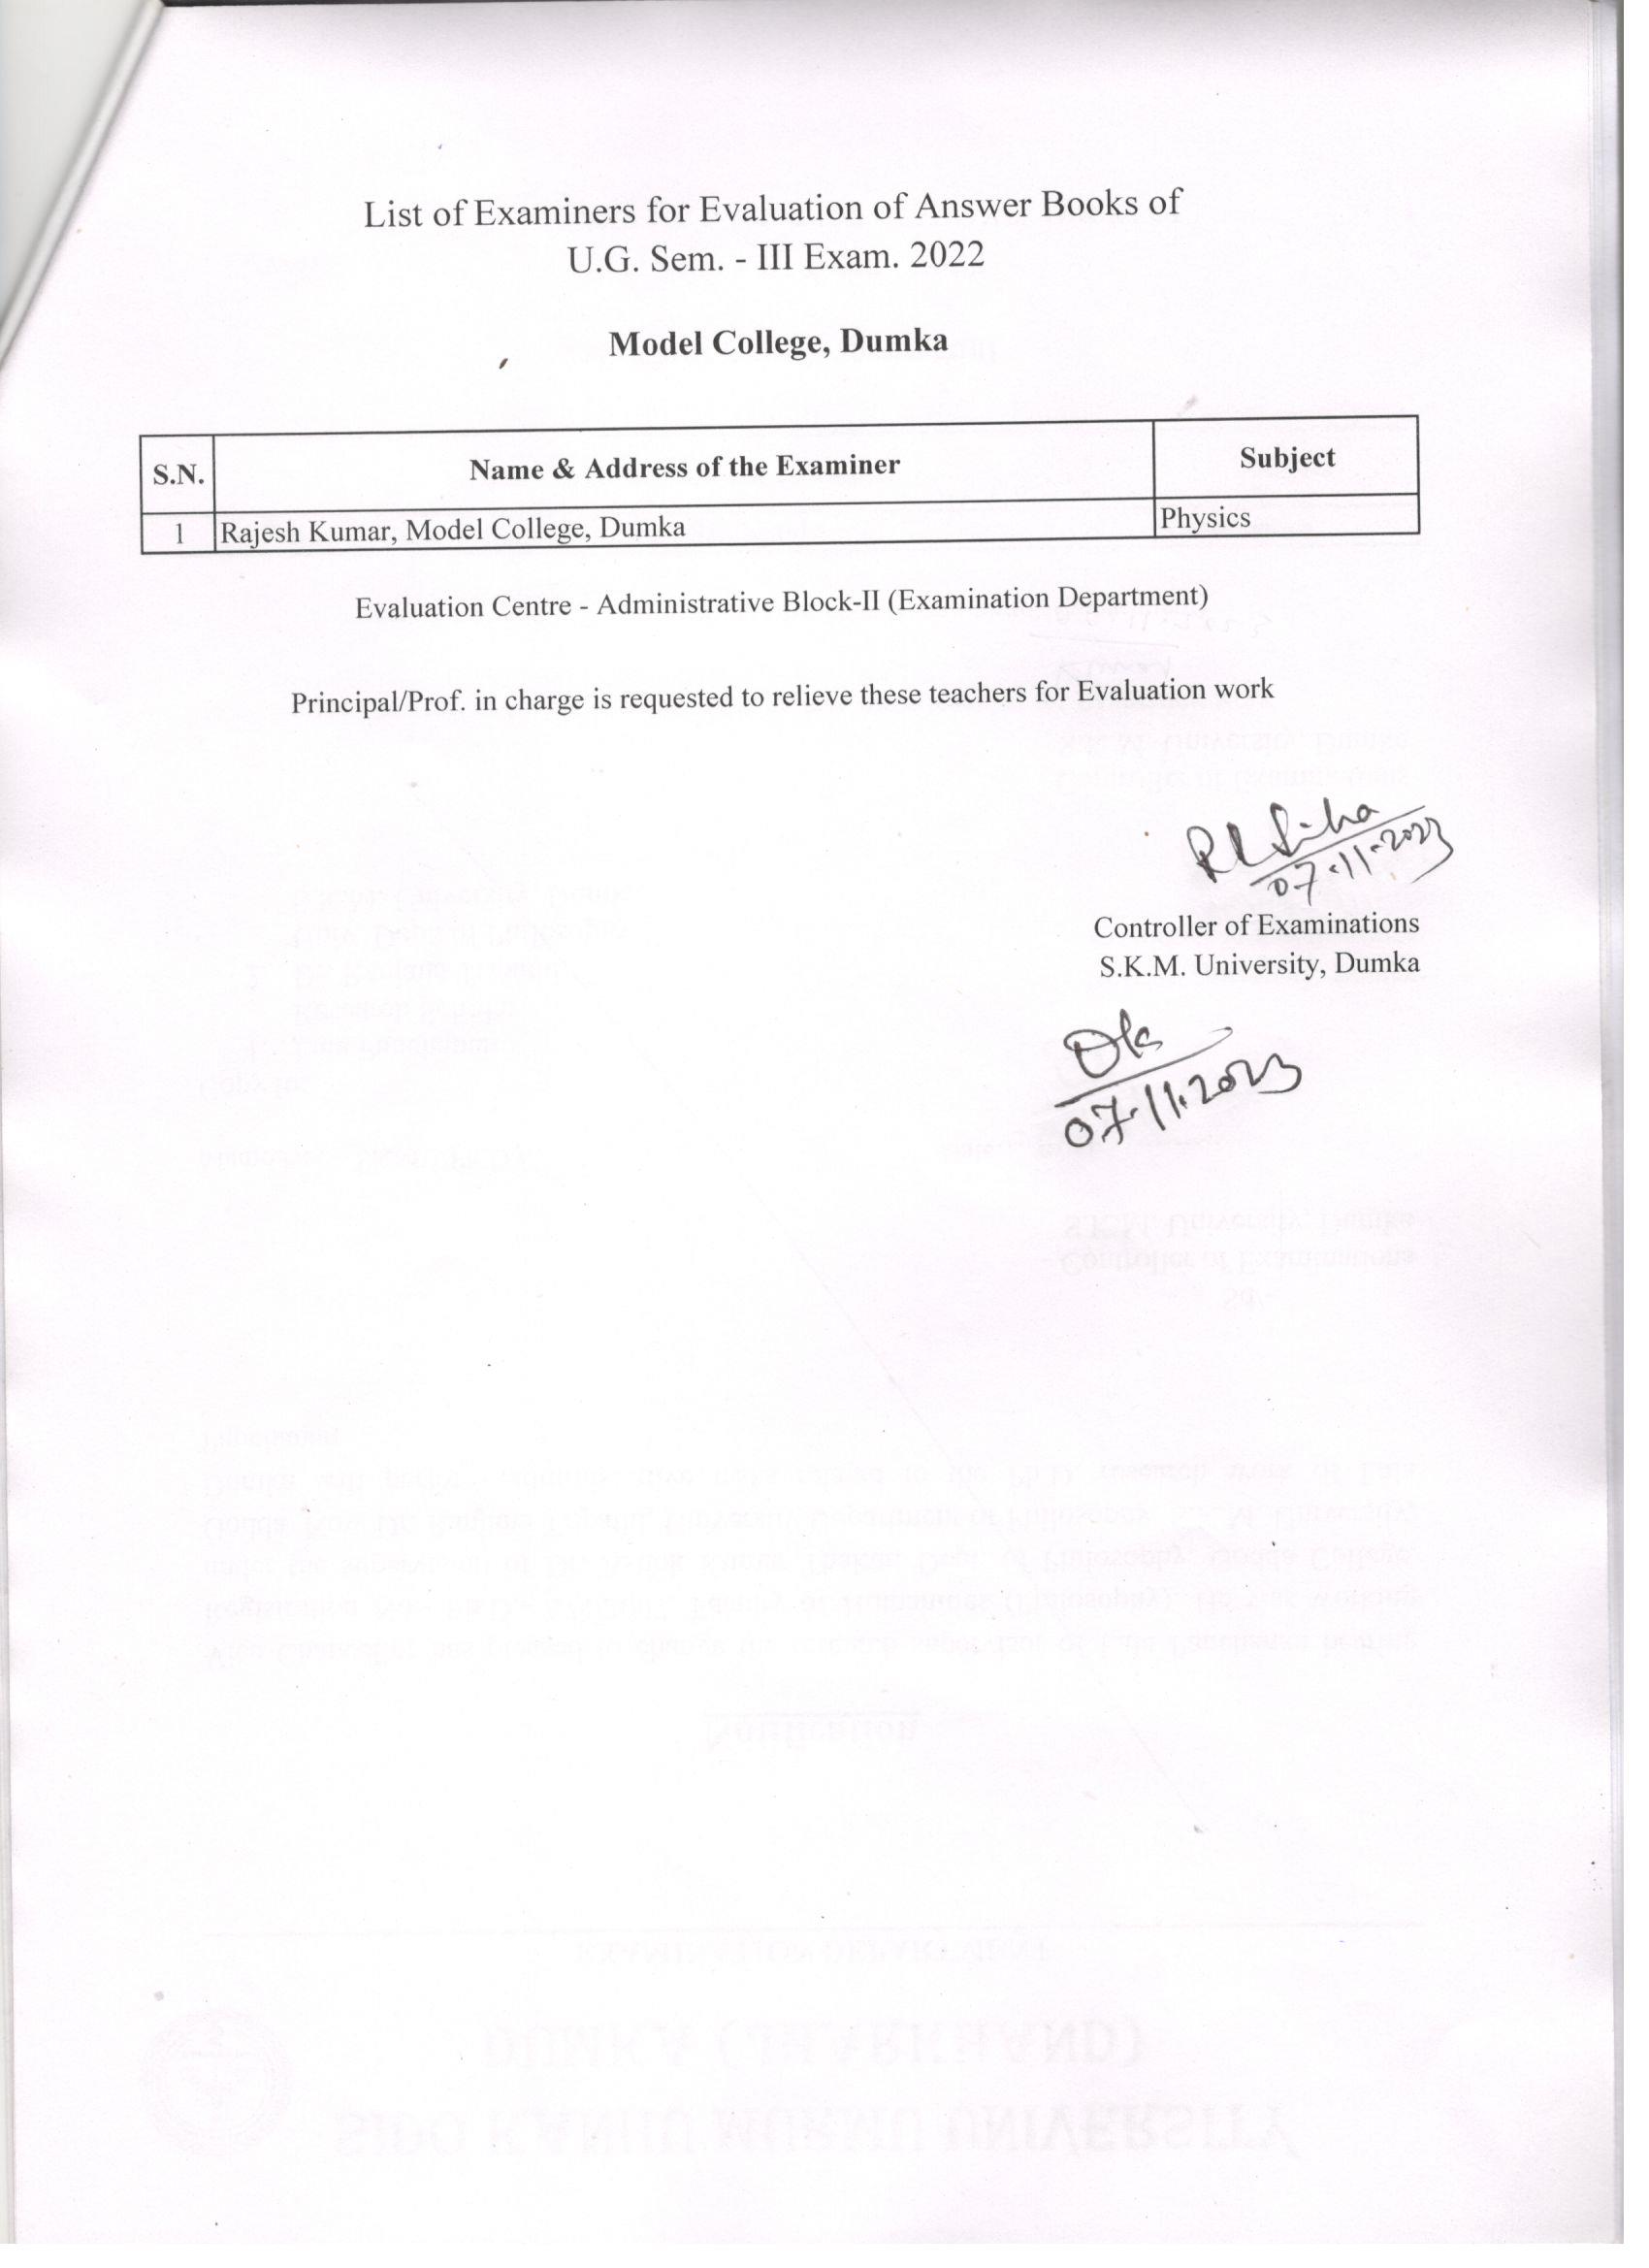 List of Examiners for Evaluation of Answer Books of
U.G. Sem. - III Exam. 2022
Model College, Dumka
S.N. Name & Address of the Examiner Subject
1 Rajesh Kumar, Model College, Dumka Physics
Evaluation Centre - Administrative Block-II (Examination Department)
Principal/Prof. in charge is requested to relieve these teachers for Evaluation work
07.11.2023
Controller of Examinations
S.K.M. University, Dumka
07.11.2023